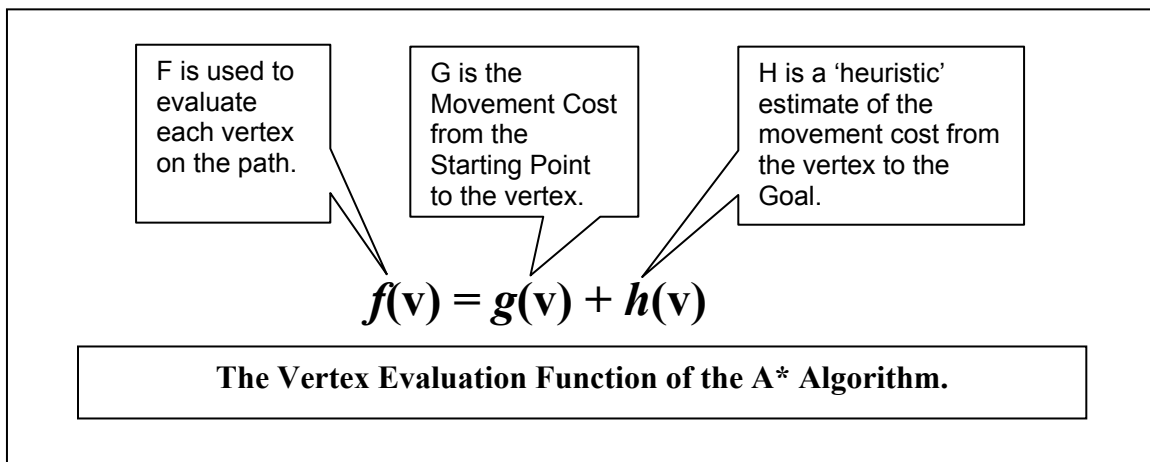 F is used to
evaluate
each vertex
on the path.
G is the
Movement Cost
from the
Starting Point
to the vertex.
H is a ‘heuristic’
estimate of the
movement cost from
the vertex to the
Goal.
f(v) = g(v) + h(v)
The Vertex Evaluation Function of the A* Algorithm.